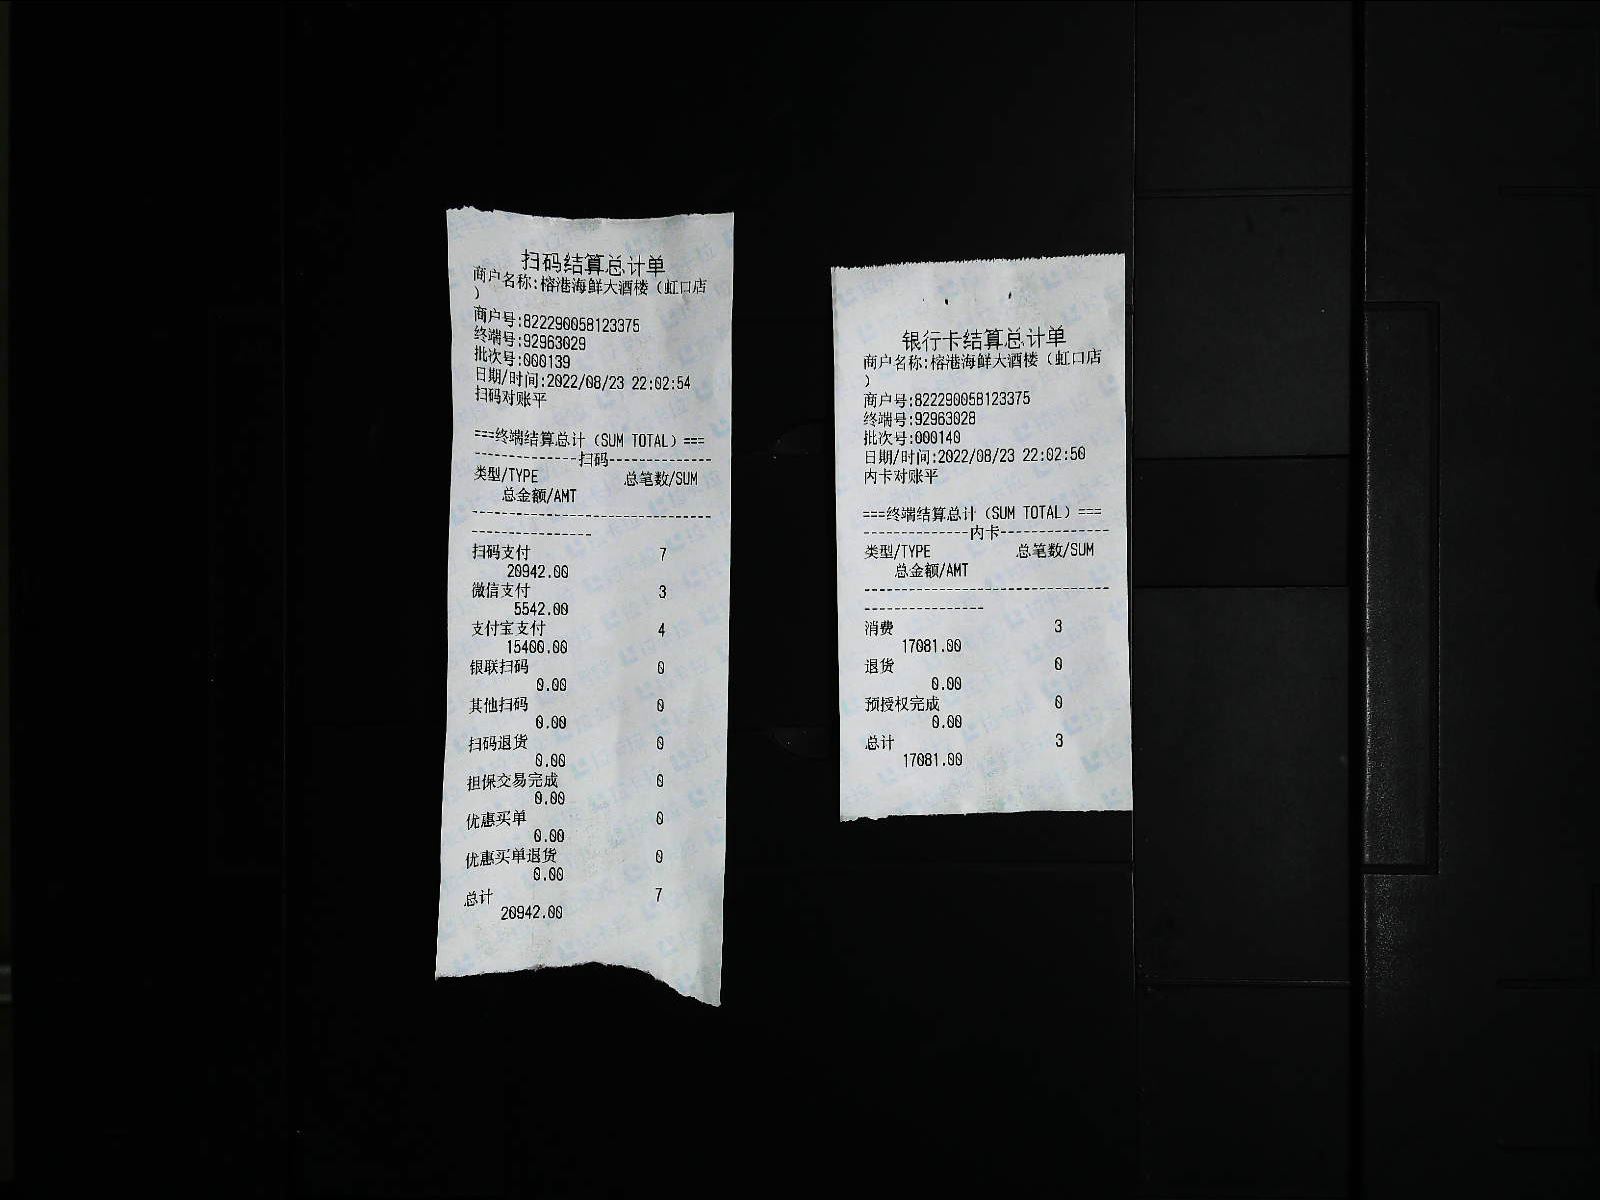 扫码结算总计单
商户名称:榕港海鲜大酒楼（虹口店
）
商户号:822290058123375
终端号:92963029
批次号:000139
日期/时间:2022/08/23 22:02:54
扫码对账平
===终端结算总计（SUM TOTAL）===
--------------扫码--------------
类型/TYPE 总笔数/SUM
总金额/AMT
--------------------------------
----------------
扫码支付 7
20942.00
微信支付 3
5542.00
支付宝支付 4
15400.00
银联扫码 0
0.00
其他扫码 0
0.00
扫码退货 0
0.00
担保交易完成 0
0.00
优惠买单 0
0.00
优惠买单退货 0
0.00
总计 7
20942.00
银行卡结算总计单
商户名称:榕港海鲜大酒楼（虹口店
）
商户号:822290058123375
终端号:92963028
批次号:000140
日期/时间:2022/08/23 22:02:50
内卡对账平
===终端结算总计（SUM TOTAL）===
--------------内卡--------------
类型/TYPE 总笔数/SUM
总金额/AMT
---------------------------------
----------------
消费 3
17081.00
退货 0
0.00
预授权完成 0
0.00
总计 3
17081.00